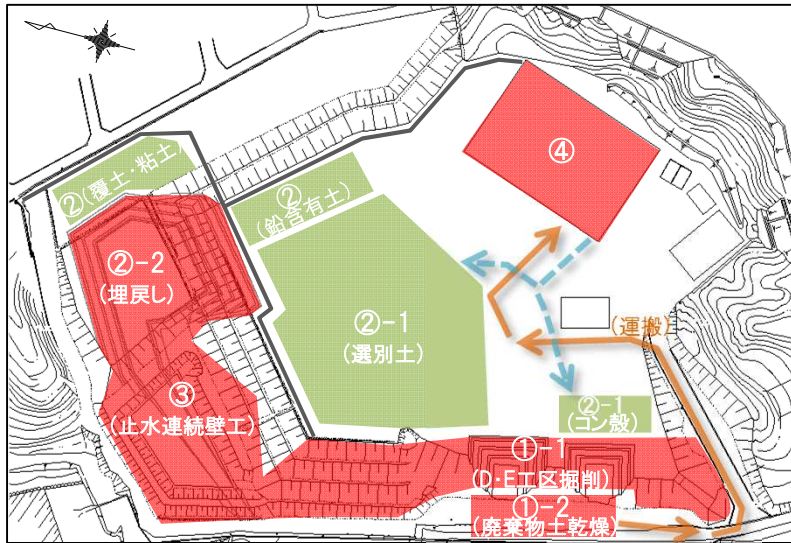 ④
②(覆土・粘土)
②
(鉛含有土)
②-2
(埋戻し)
②-1
(選別土)
(運搬)
③
(止水連続壁工)
②-1
(コン殻)
①-1
(D・E工区掘削)
①-2
(廃棄物土乾燥)